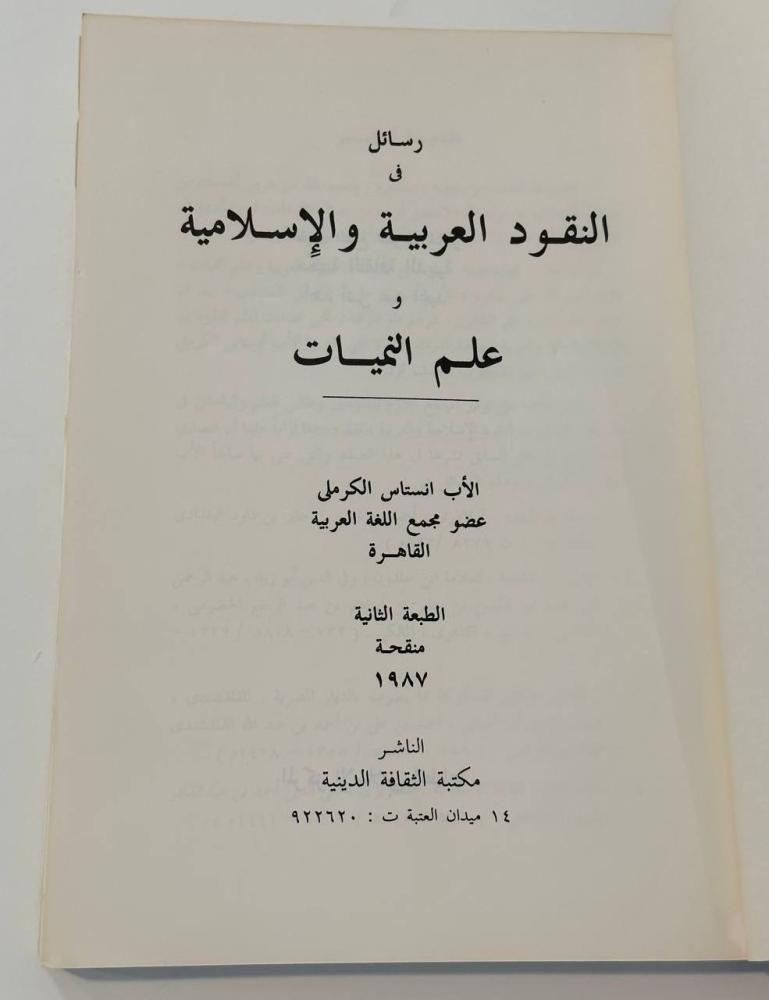 رسائل
فى
النقود العربية والإسلامية
و
علم النميات
الأب انستاس الكرملى
عضو مجمع اللغة العربية
القاهرة
الطبعة الثانية
منقحة
١٩٨٧
الناشر
مكتبة الثقافة الدينية
١٤ ميدان العتبة ت : ٩٢٢٦٢٠